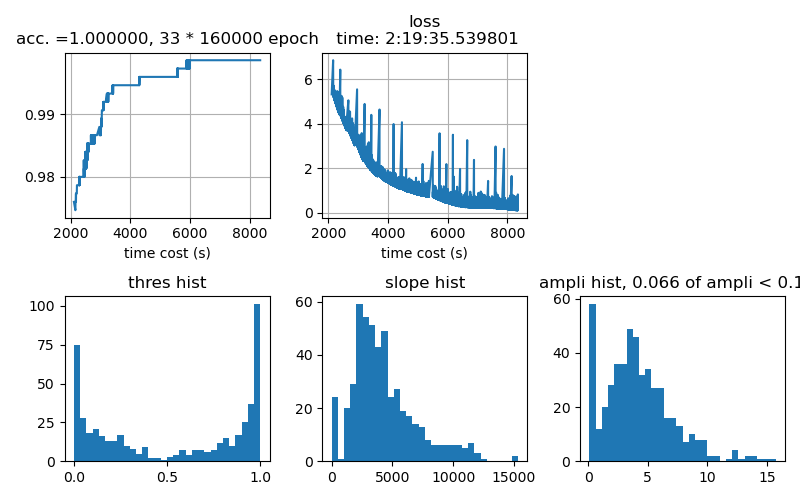 acc. =1.000000, 33 * 160000 epoch
loss
time: 2:19:35.539801
0.99
0.98
2000 4000 6000 8000
time cost (s)
6
4
2
0
2000 4000 6000 8000
time cost (s)
thres hist
100
75
50
25
0
0.0 0.5 1.0
slope hist
60
40
20
0
0 5000 10000 15000
ampli hist, 0.066 of ampli < 0.1
60
40
20
0
0 5 10 15